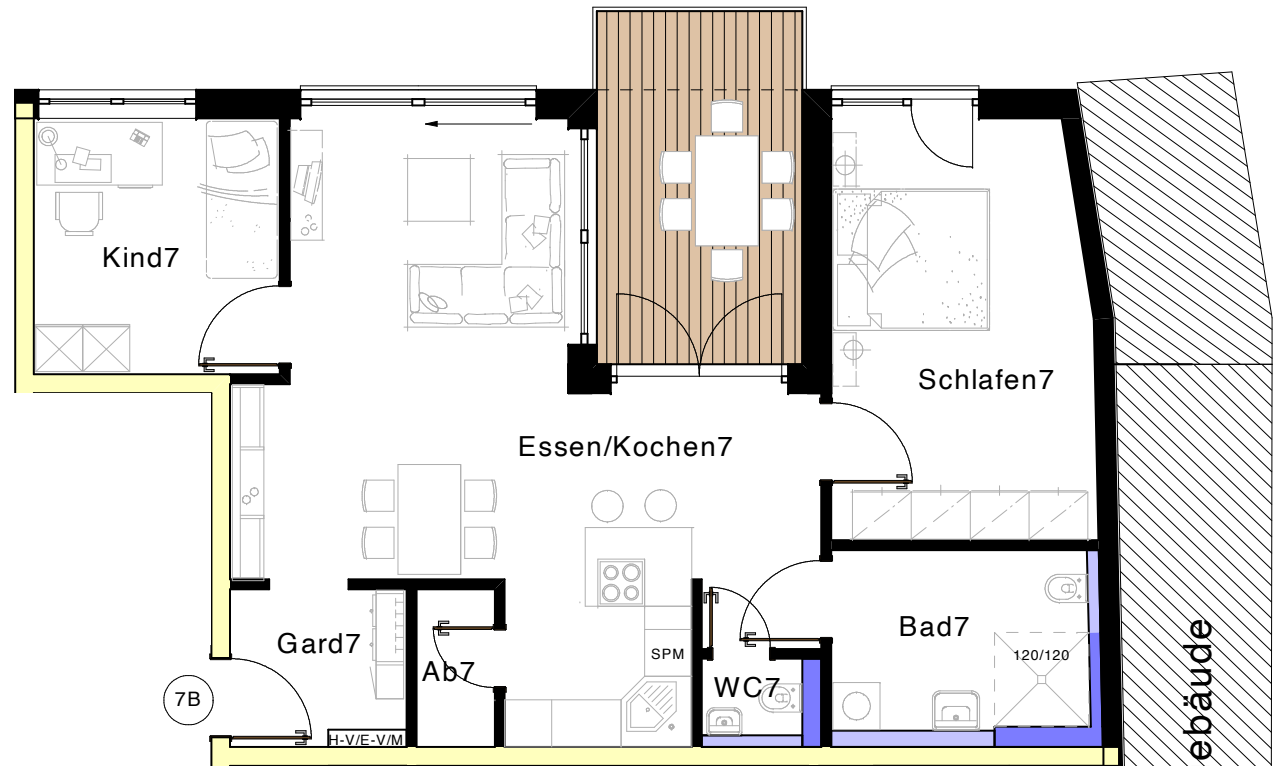 Kind7
Schlafen7
Essen/Kochen7
Gard7
Ab7
SPM
WC7
Bad7
120/120
7B
H-V/E-V/M
ebäude